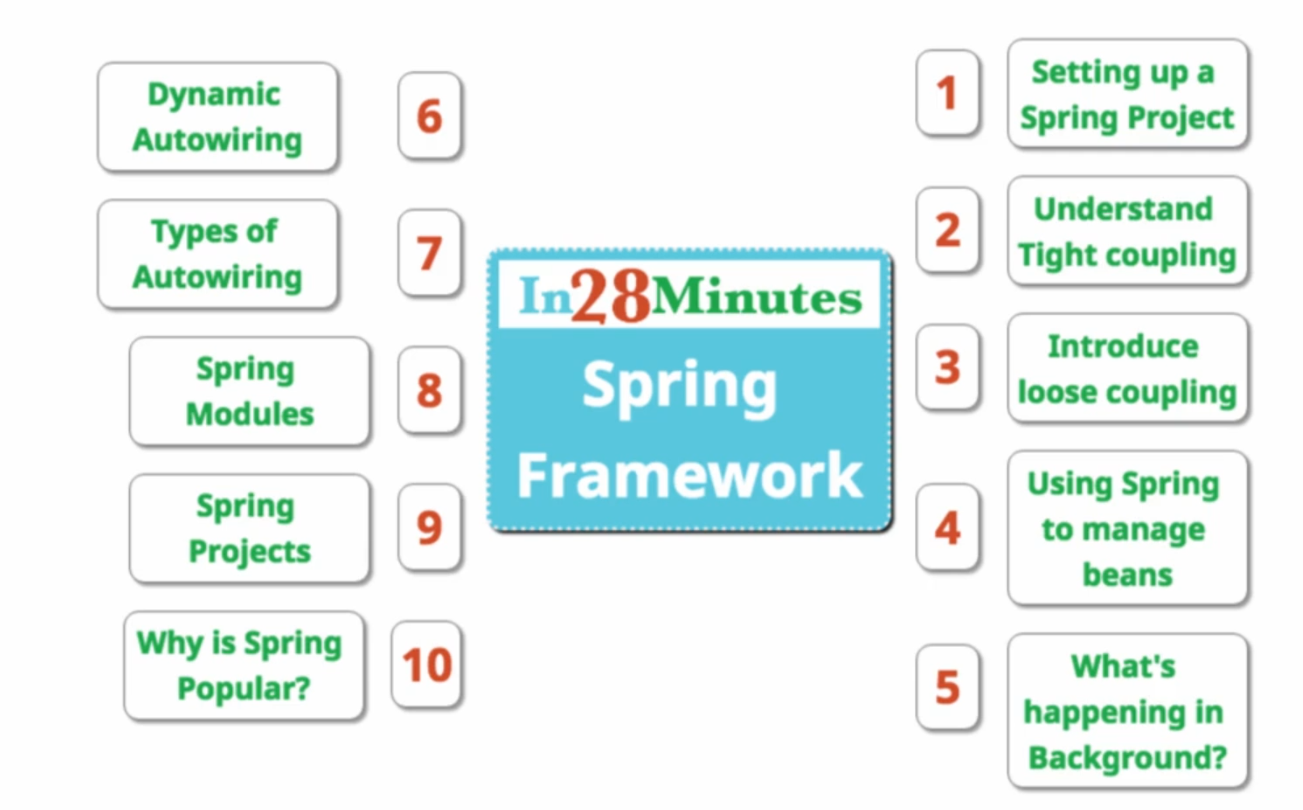 In28Minutes
Spring
Framework
1
Setting up a
Spring Project
2
Understand
Tight coupling
3
Introduce
loose coupling
4
Using Spring
to manage
beans
5
What's
happening in
Background?
6
Dynamic
Autowiring
7
Types of
Autowiring
8
Spring
Modules
9
Spring
Projects
10
Why is Spring
Popular?